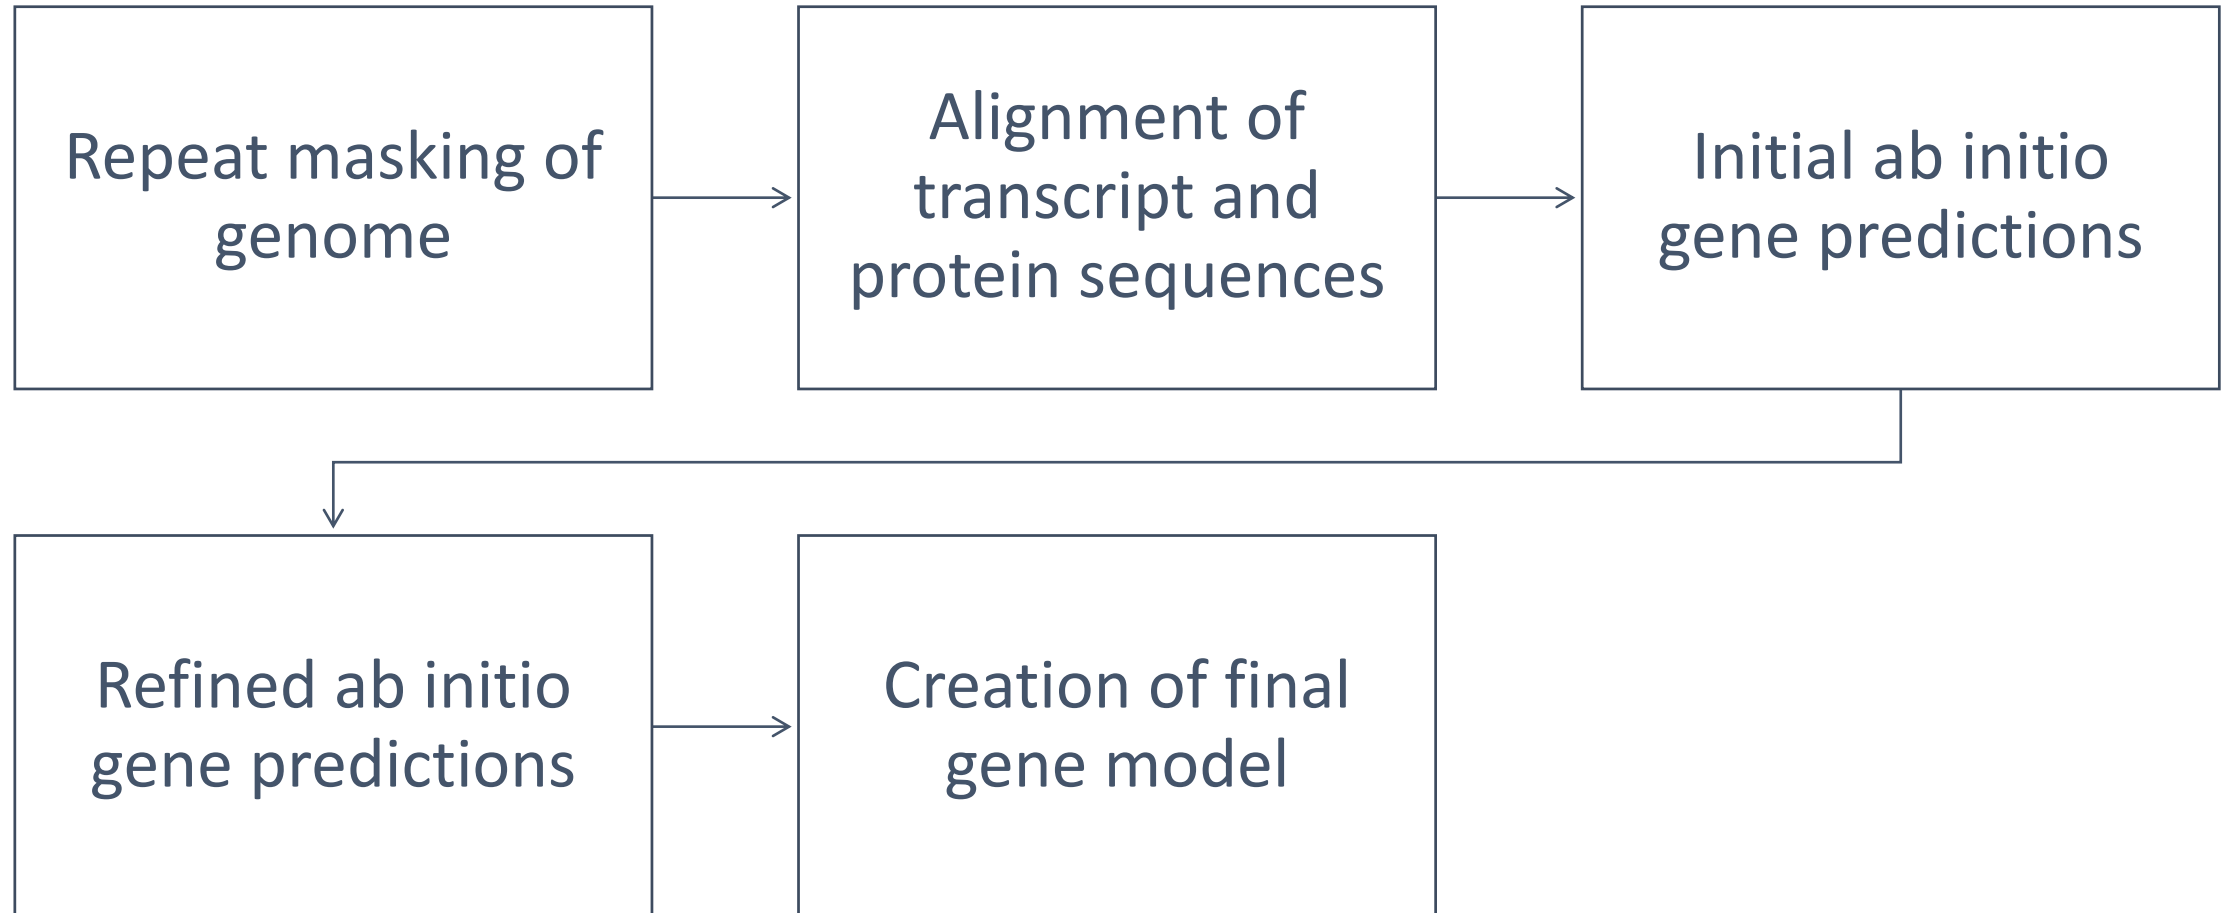 Repeat masking of
genome
Alignment of
transcript and
protein sequences
Initial ab initio
gene predictions
Refined ab initio
gene predictions
Creation of final
gene model